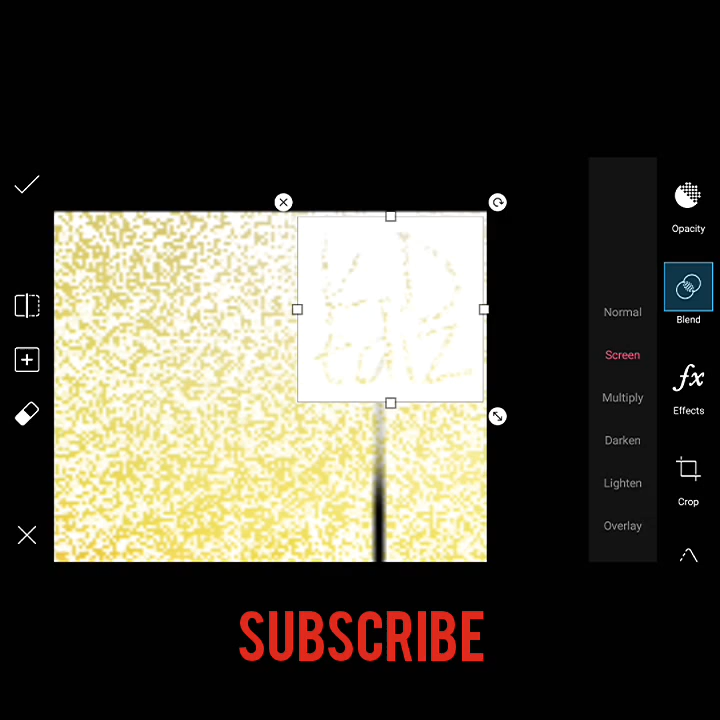 Opacity
Blend
Normal
Screen
Effects
Multiply
Darken
Crop
Lighten
Overlay
SUBSCRIBE